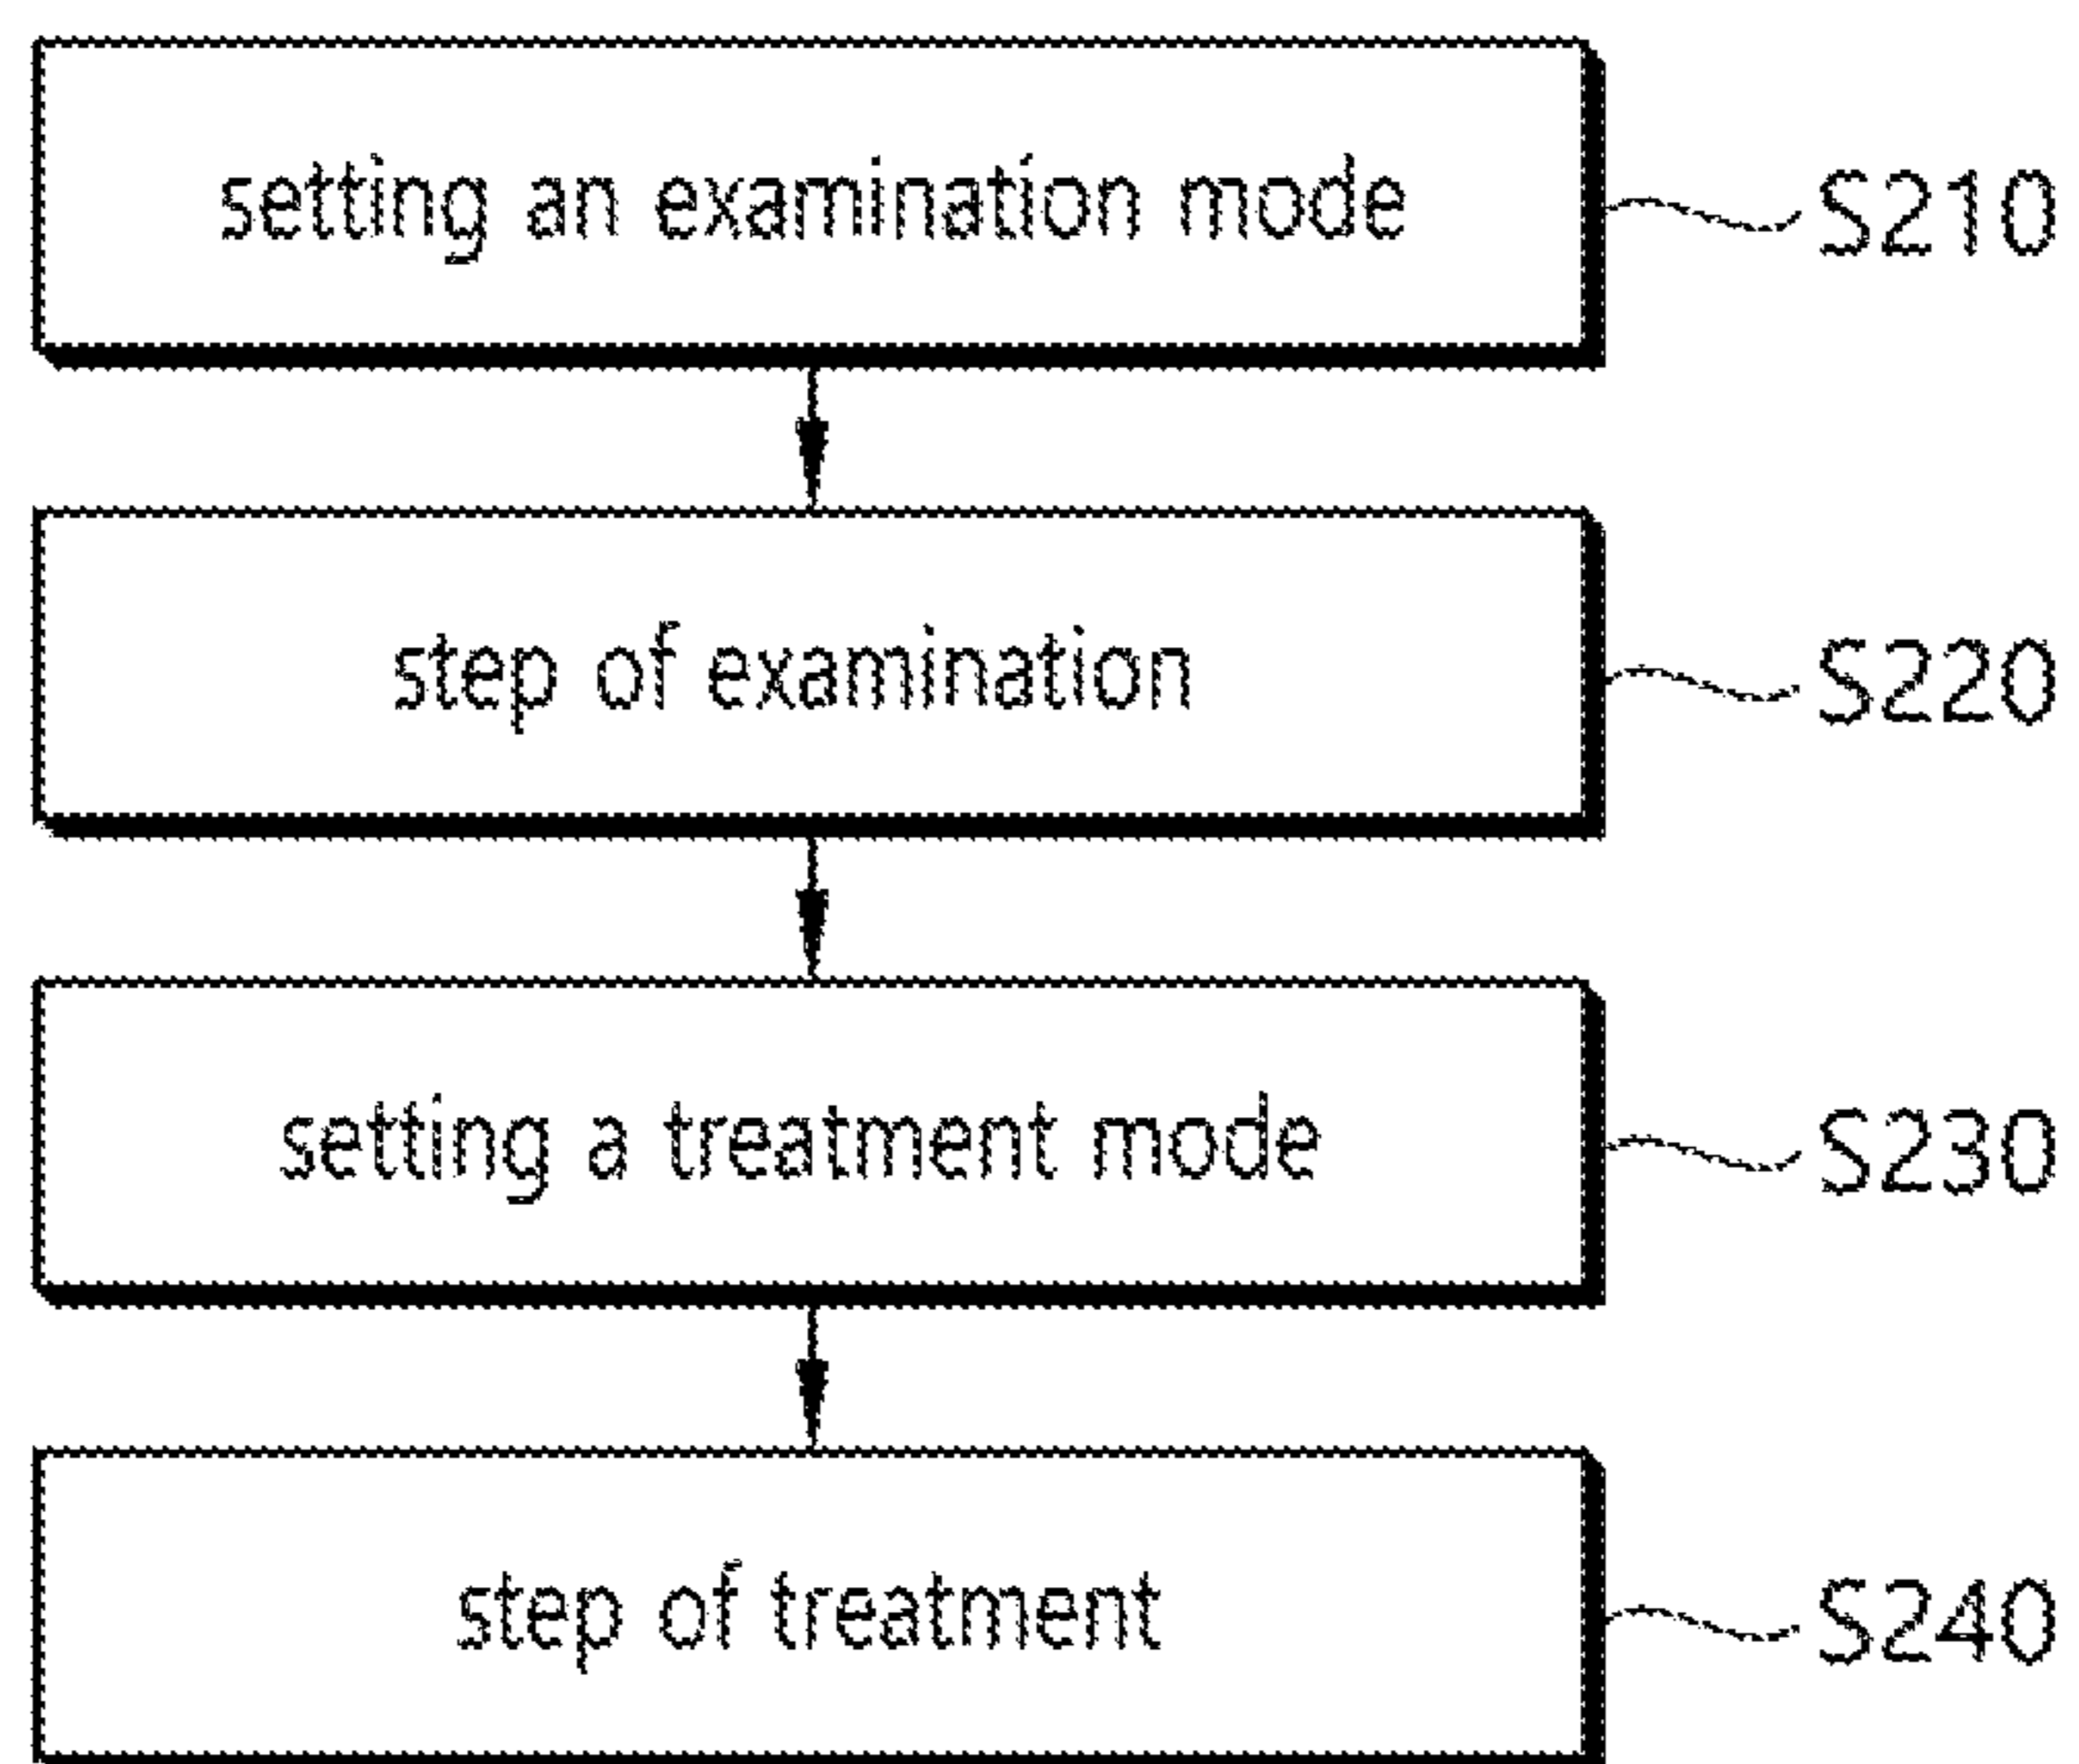 setting an examination mode S210
step of examination S220
setting a treatment mode S230
step of treatment S240